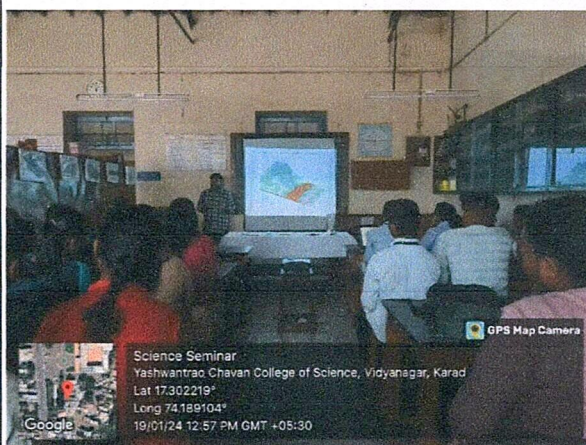 GPS Map Camera
Science Seminar
Yashwantrao Chavan College of Science, Vidyanagar, Karad
Lat 17.302219°
Long 74.189104°
19/01/24 12:57 PM GMT +05:30
Google